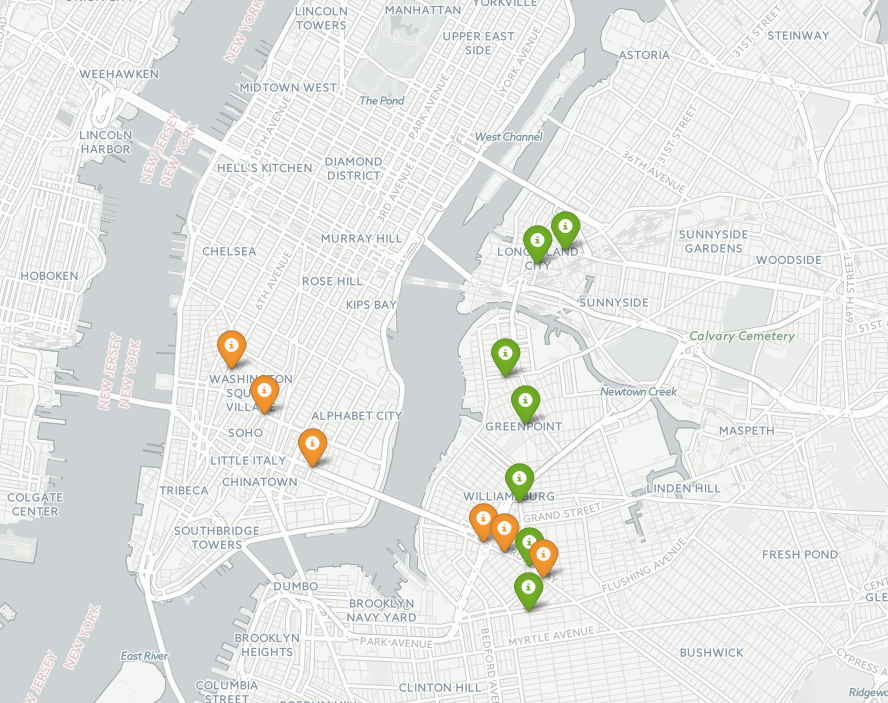 UNION CITY
LINCOLN
TOWERS
MANHATTAN
YORKVILLE
NEW YORK
UPPER EAST
SIDE
YORK AVENUE
31ST STREET
STEINWAY
ASTORIA
WEEHAWKEN
MIDTOWN WEST
The Pond
PARK AVENUE
LINCOLN
HARBOR
NEW JERSEY
NEW YORK
10TH AVENUE
West Channel
31ST STREET
36TH AVENUE
HELL'S KITCHEN
DIAMOND
DISTRICT
3RD AVENUE
CHELSEA
MURRAY HILL
LONG ISLAND
CITY
SUNNYSIDE
GARDENS
WOODSIDE
HOBOKEN
6TH AVENUE
ROSE HILL
KIPS BAY
SUNNYSIDE
69TH STREET
51ST
Calvary Cemetery
NEW JERSEY
NEW YORK
WASHINGTON
SQUARE
VILLAGE
ALPHABET CITY
Newtown Creek
SOHO
GREENPOINT
MASPETH
LITTLE ITALY
CHINATOWN
TRIBECA
COLGATE
CENTER
WILLIAMSBURG
LINDEN HILL
GRAND STREET
SOUTHBRIDGE
TOWERS
FLUSHING AVENUE
FRESH POND
DUMBO
BROOKLYN
NAVY YARD
MYRTLE AVENUE
PARK AVENUE
BROOKLYN
HEIGHTS
BEDFORD AVE
NEW YORK
East River
BUSHWICK
CYPRESS A
COLUMBIA
STREET
CLINTON HILL
BOERUM HILL
Ridgewo